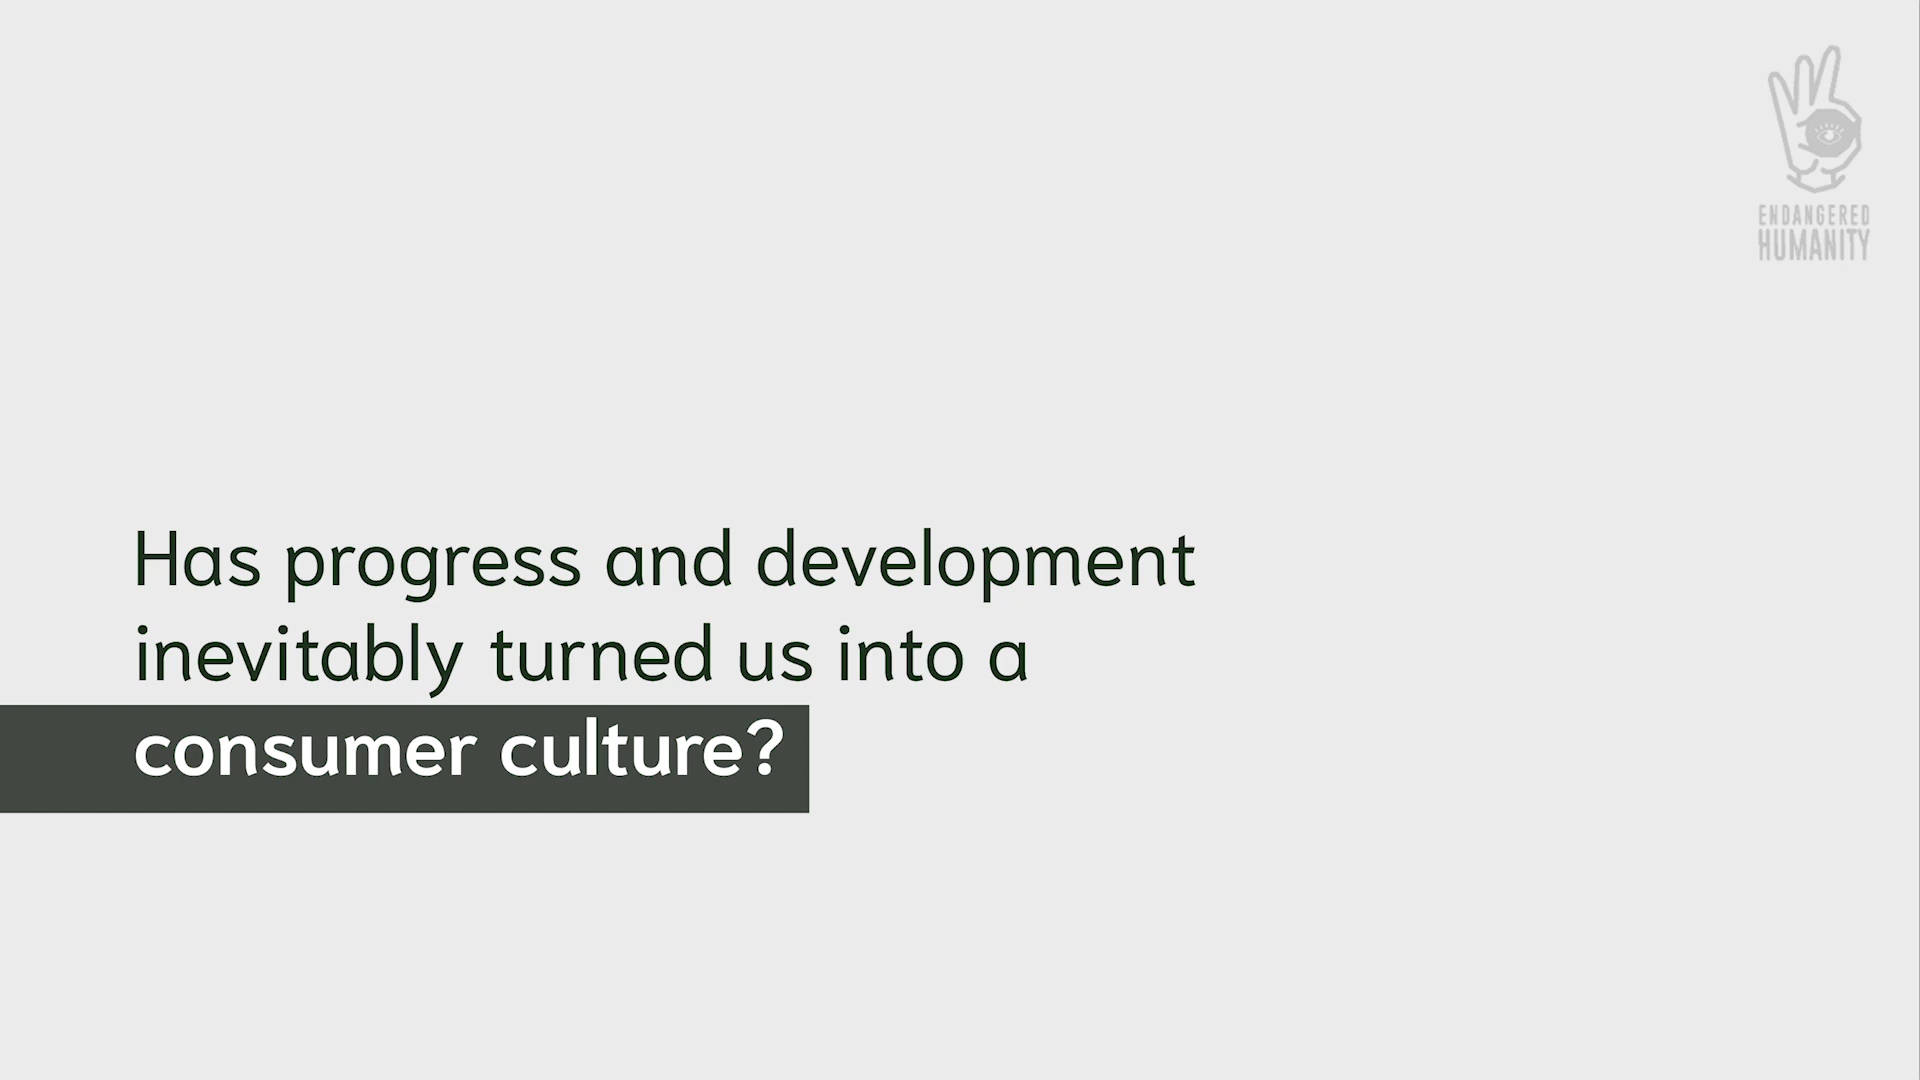 ENDANGERED
HUMANITY
Has progress and development
inevitably turned us into a
consumer culture?